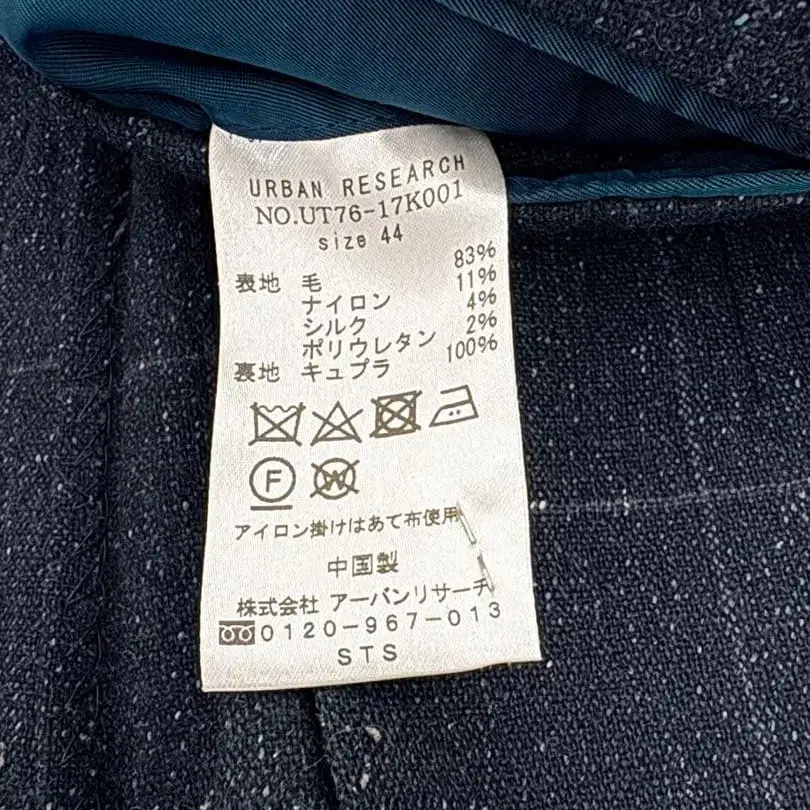 URBAN RESEARCH
NO.UT76-17K001
size 44
表地 毛 83%
ナイロン 11%
シルク 4%
ポリウレタン 2%
裏地 キュプラ 100%
F W
アイロン掛けはあて布使用
中国製
株式会社 アーバンリサーチ
0120-967-013
STS